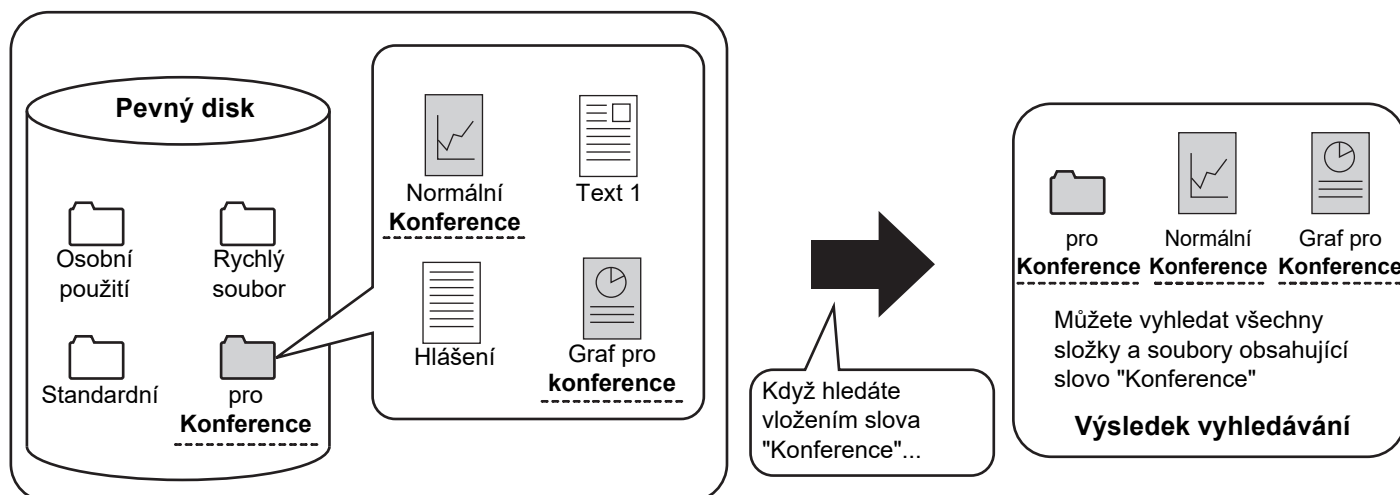 Pevný disk
Osobní
použití
Rychlý
soubor
Standardní
pro
Konference
Normální
Konference
Text 1
Hlášení
Graf pro
konference
Když hledáte
vložením slova
"Konference"...
pro
Konference
Normální
Konference
Graf pro
Konference
Můžete vyhledat všechny
složky a soubory obsahující
slovo "Konference"
Výsledek vyhledávání